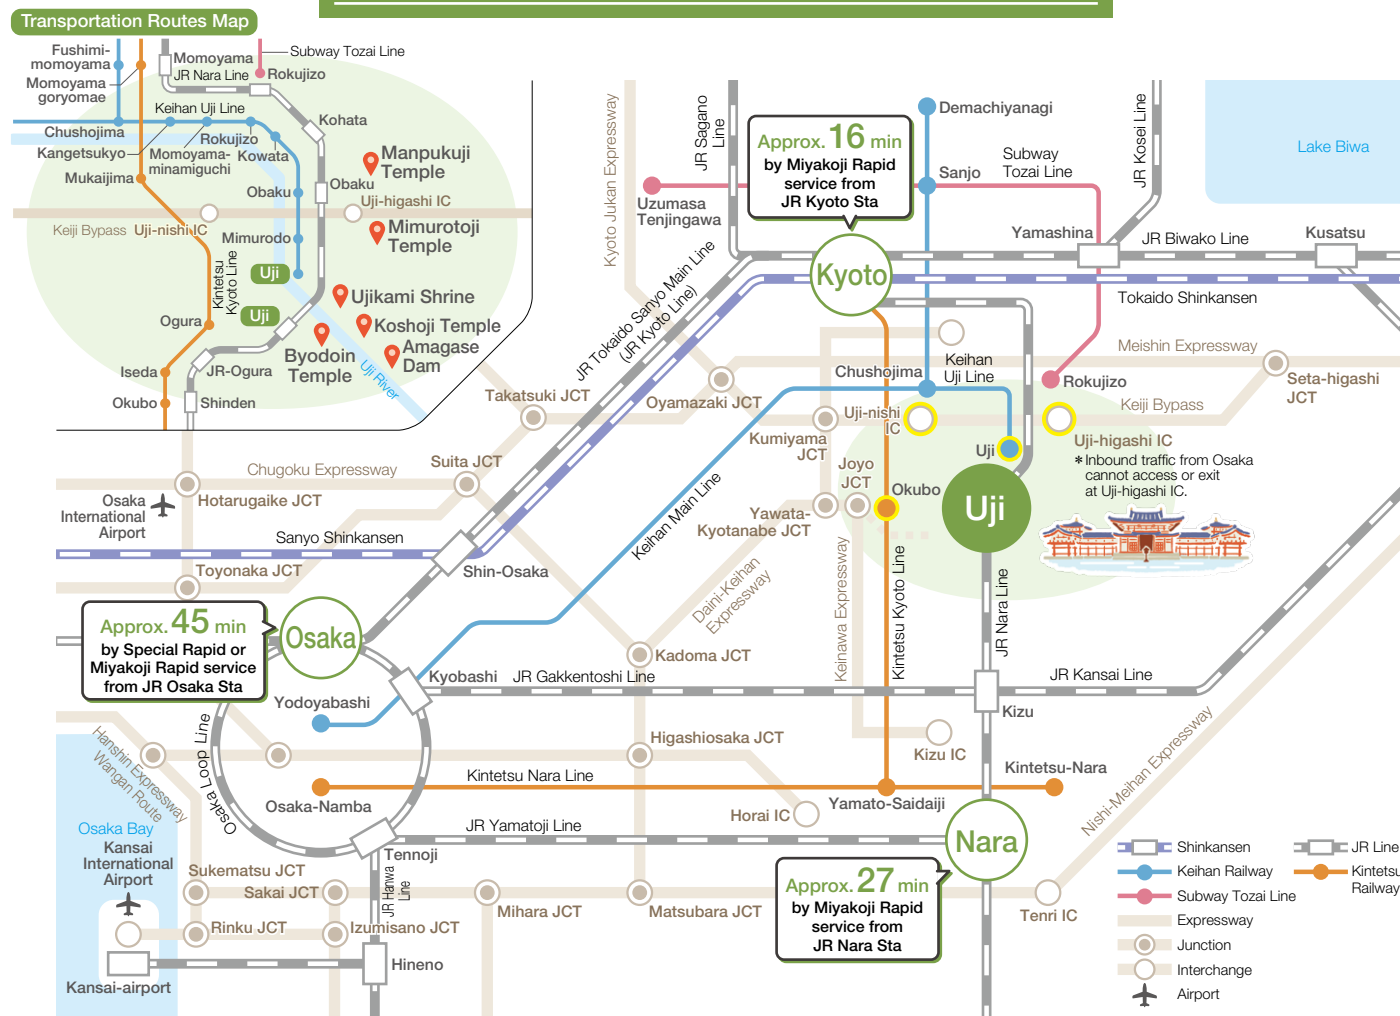 Transportation Routes Map
Fushimi-
momoyama
Momoyama
goryomae
Momoyama
JR Nara Line
Subway Tozai Line
Rokujizo
Keihan Uji Line
Kohata
Chushojima
Kangetsukyo
Momoyama-
minamiguchi
Rokujizo
Kowata
Mukaijima
Obaku
Obaku
Manpukuji
Temple
Uji-higashi IC
Keiji Bypass
Uji-nishi IC
Mimurodo
Mimurotoji
Temple
Kintetsu
Kyoto Line
Uji
Uji
Ogura
Ujikami Shrine
Koshoji Temple
Byodoin
Temple
Amagase
Dam
Uji River
Iseda
JR-Ogura
Okubo
Shinden
Kyoto Jukan Expressway
JR Sagano
Line
Approx. 16 min
by Miyakoji Rapid
service from
JR Kyoto Sta
Demachiyanagi
Sanjo
Subway
Tozai Line
JR Kosei Line
Lake Biwa
Uzumasa
Tenjingawa
Yamashina
JR Biwako Line
Kusatsu
Kyoto
Tokaido Shinkansen
JR Tokaido Sanyo Main Line
(JR Kyoto Line)
Meishin Expressway
Keihan
Uji Line
Chushojima
Rokujizo
Seta-higashi
JCT
Takatsuki JCT
Oyamazaki JCT
Keiji Bypass
Uji-nishi
IC
Kumiyama
JCT
Uji-higashi IC
*Inbound traffic from Osaka
cannot access or exit
at Uji-higashi IC.
Uji
Uji
Joyo
JCT
Okubo
Yawata-
Kyotanabe JCT
Chugoku Expressway
Suita JCT
Hotarugaike JCT
Osaka
International
Airport
Sanyo Shinkansen
Shin-Osaka
Toyonaka JCT
Keihan Main Line
Daini-Keihan
Expressway
Keinawa Expressway
Kintetsu Kyoto Line
JR Nara Line
Approx. 45 min
by Special Rapid or
Miyakoji Rapid service
from JR Osaka Sta
Osaka
Kadoma JCT
Kyobashi
JR Gakkentoshi Line
JR Kansai Line
Yodoyabashi
Kizu
Osaka Loop Line
Hanshin Expressway
Wangan Route
Higashiosaka JCT
Kizu IC
Kintetsu Nara Line
Kintetsu-Nara
Osaka-Namba
Yamato-Saidaiji
Horai IC
Nishi-Meihan Expressway
Osaka Bay
Kansai
International
Airport
JR Yamatoji Line
Nara
Tennoji
JR Hanwa
Line
Sukematsu JCT
Sakai JCT
Mihara JCT
Matsubara JCT
Approx. 27 min
by Miyakoji Rapid
service from
JR Nara Sta
Tenri IC
Rinku JCT
Izumisano JCT
Hineno
Kansai-airport
Shinkansen
JR Line
Keihan Railway
Kintetsu
Railway
Subway Tozai Line
Expressway
Junction
Interchange
Airport